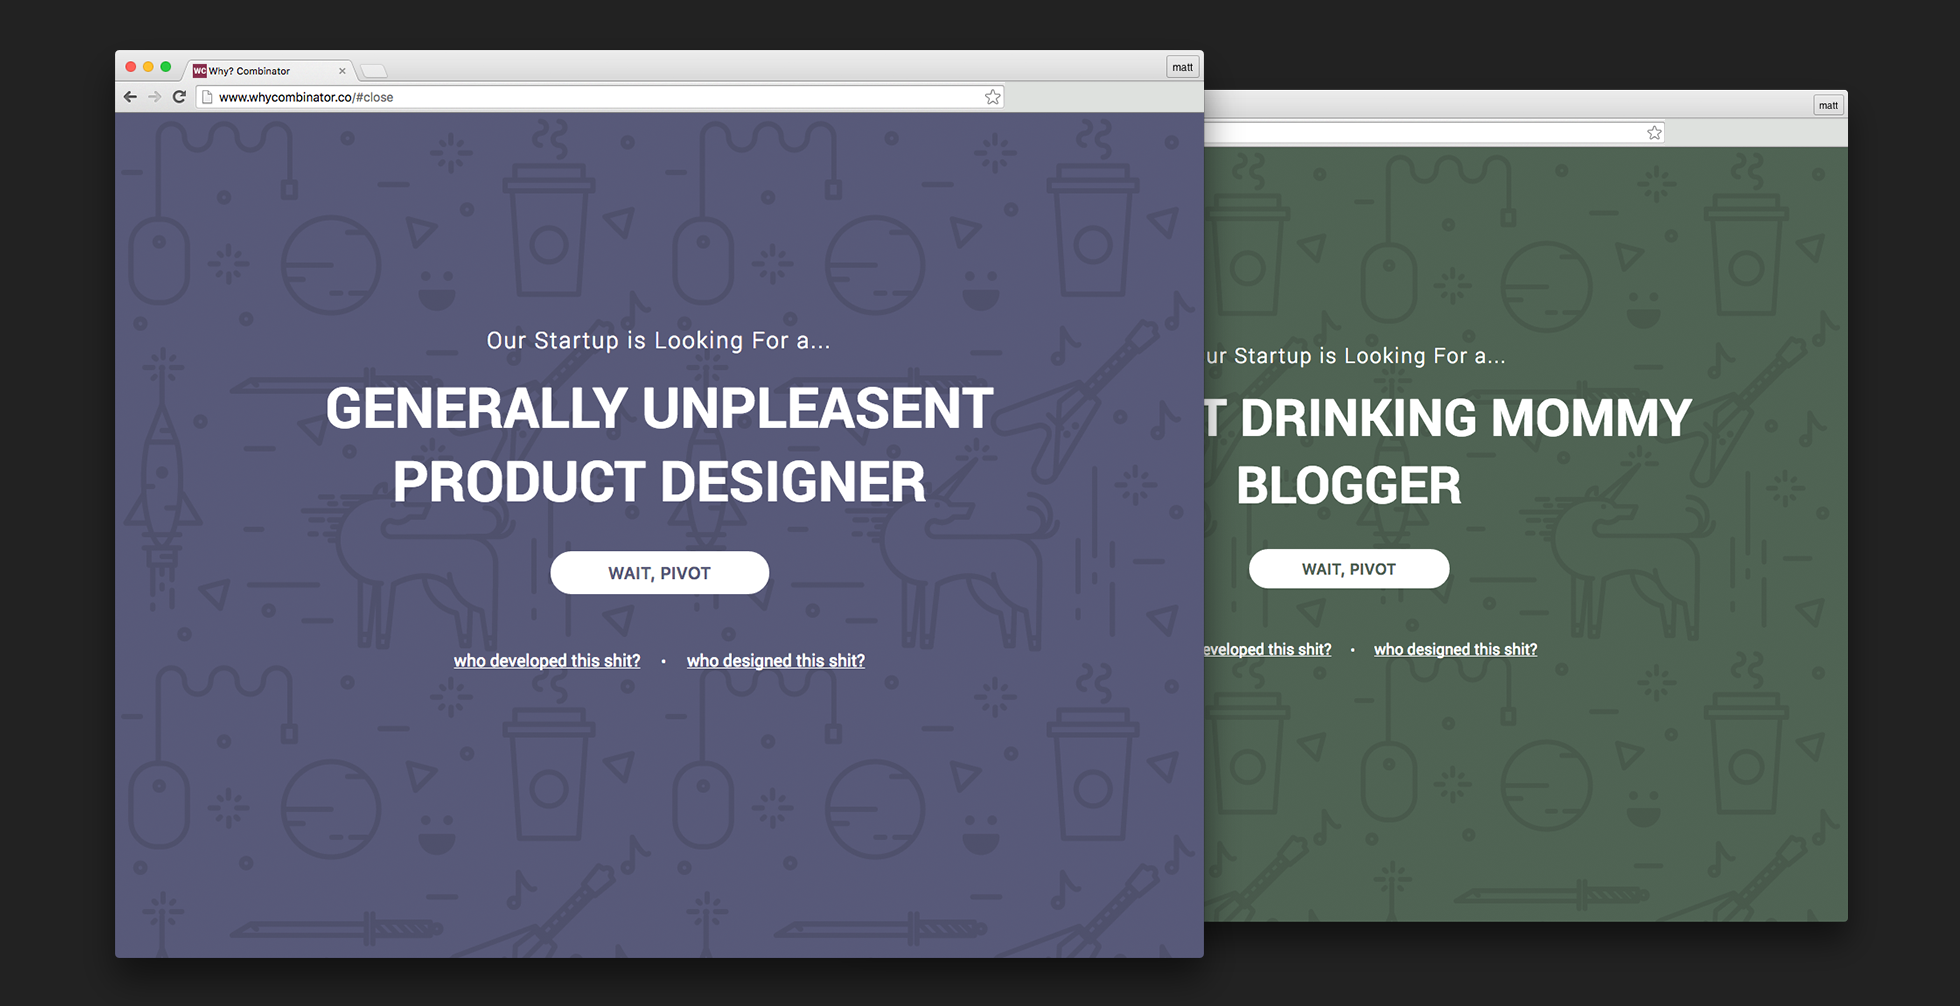 WC Why? Combinator
matt
www.whycombinator.co/#close
Our Startup is Looking For a...
GENERALLY UNPLEASENT
PRODUCT DESIGNER
WAIT, PIVOT
who developed this shit? • who designed this shit?
matt
ur Startup is Looking For a...
T DRINKING MOMMY
BLOGGER
WAIT, PIVOT
eveloped this shit? • who designed this shit?